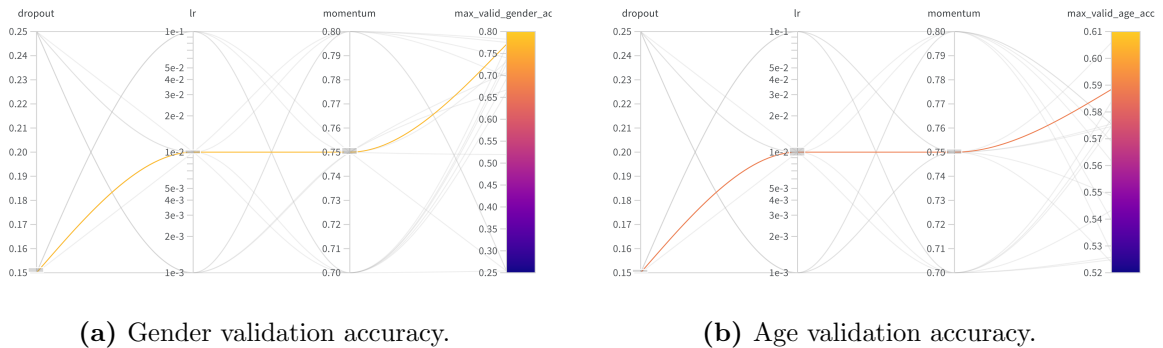 dropout lr momentum max_valid_gender_ac
0.25 1e-1 0.80 0.80
0.24 0.79 0.75
0.23 5e-2 0.78 0.70
4e-2 0.65
0.22 3e-2 0.77 0.60
0.21 2e-2 0.76 0.55
0.20 1e-2 0.75 0.50
0.19 0.74 0.45
0.18 5e-3 0.73 0.40
4e-3
0.17 3e-3 0.72 0.35
0.16 2e-3 0.71 0.30
0.15 1e-3 0.70 0.25
(a) Gender validation accuracy.
dropout lr momentum max_valid_age_acc
0.25 1e-1 0.80 0.61
0.24 0.79 0.60
0.23 5e-2 0.78 0.59
4e-2
0.22 3e-2 0.77 0.58
0.21 2e-2 0.76
0.20 1e-2 0.75 0.57
0.19 0.74 0.56
0.18 5e-3 0.73 0.55
4e-3
0.17 3e-3 0.72 0.54
0.16 2e-3 0.71 0.53
0.15 1e-3 0.70 0.52
(b) Age validation accuracy.